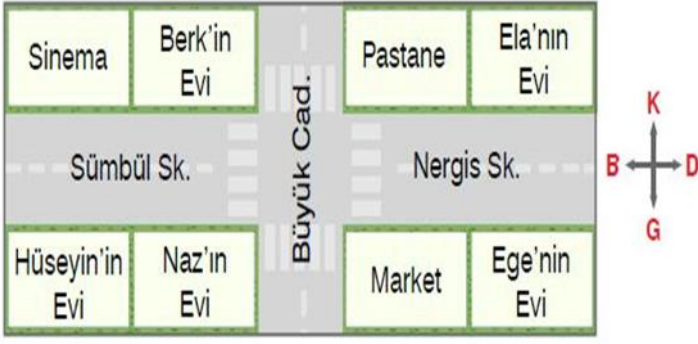 Sinema
Berk'in
Evi
Pastane
Ela'nın
Evi
Sümbül Sk.
Büyük Cad.
Nergis Sk.
Hüseyin'in
Evi
Naz'ın
Evi
Market
Ege'nin
Evi
K
B
D
G